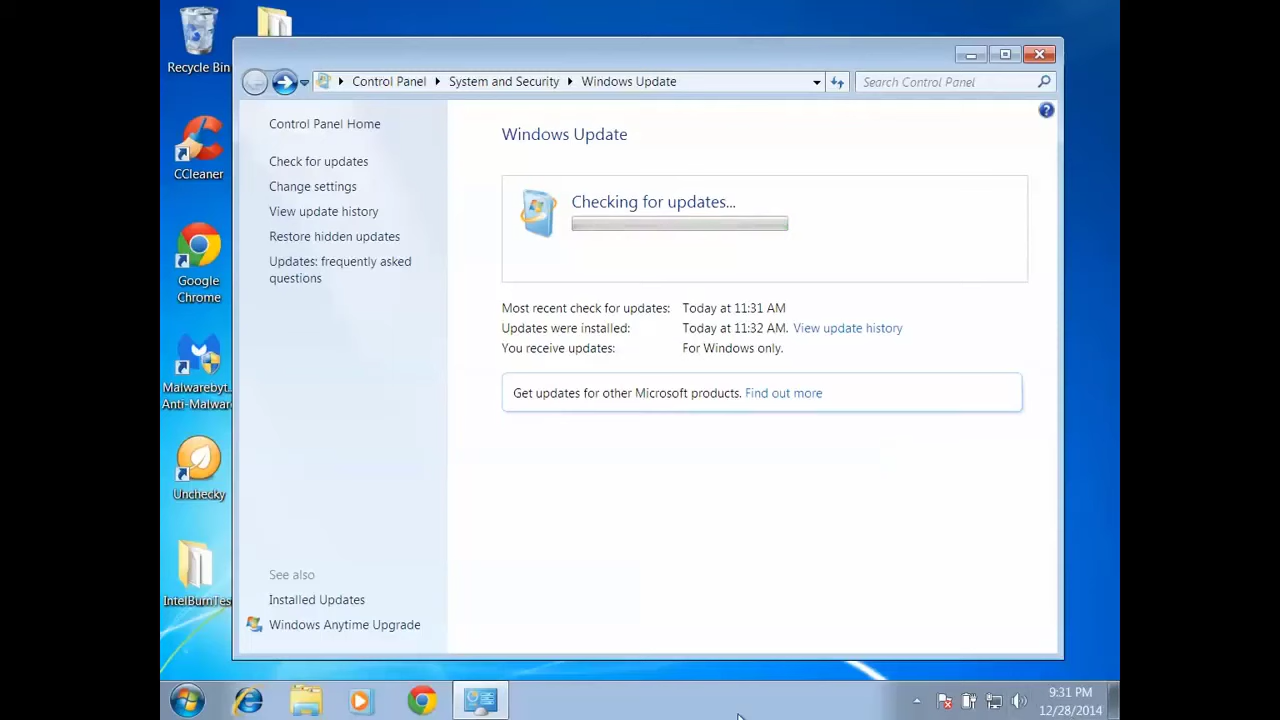 Recycle Bin
CCleaner
Google
Chrome
Malwarebyt...
Anti-Malwar
Unchecky
IntelBurnTes
Control Panel
System and Security
Windows Update
Search Control Panel
Control Panel Home
Check for updates
Change settings
View update history
Restore hidden updates
Updates: frequently asked
questions
See also
Installed Updates
Windows Anytime Upgrade
Windows Update
Checking for updates...
Most recent check for updates: Today at 11:31 AM
Updates were installed: Today at 11:32 AM. View update history
You receive updates: For Windows only.
Get updates for other Microsoft products. Find out more
9:31 PM
12/28/2014